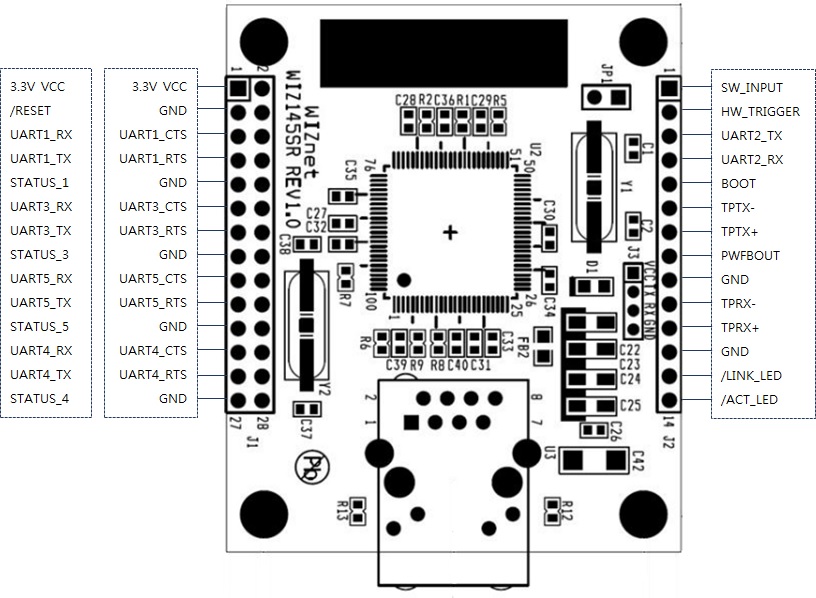 3.3V VCC
/RESET
UART1_RX
UART1_TX
STATUS_1
UART3_RX
UART3_TX
STATUS_3
UART5_RX
UART5_TX
STATUS_5
UART4_RX
UART4_TX
STATUS_4
3.3V VCC
GND
UART1_CTS
UART1_RTS
GND
UART3_CTS
UART3_RTS
GND
UART5_CTS
UART5_RTS
GND
UART4_CTS
UART4_RTS
GND
1
2
27
28
J1
WIZnet
WIZ145SR REV1.0
C28 R2 C36 R1 C29 R5
JP1
U2
76
51
50
100
1
25
26
C35
C27
C32
C38
R7
C30
C34
C1
C2
Y1
D1
J3
VCC TX RX GND
R6
C39 R9 R8 C40 C31
C33
FB2
C22
C23
C24
C25
C26
Y2
C37
Pb
2
1
8
7
U3
C42
R13
R12
1
14
J2
SW_INPUT
HW_TRIGGER
UART2_TX
UART2_RX
BOOT
TPTX-
TPTX+
PWFBOUT
GND
TPRX-
TPRX+
GND
/LINK_LED
/ACT_LED